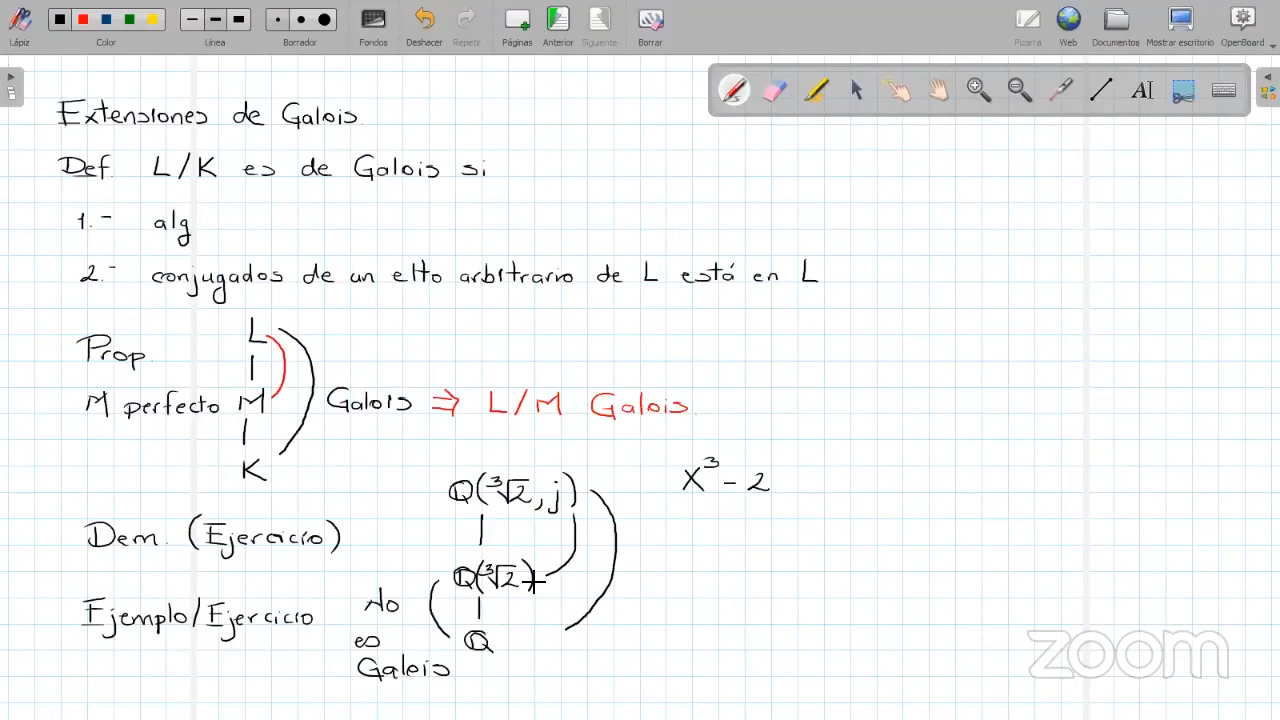 Lápiz Color Línea Borrador Fondos Deshacer Repetir Páginas Anterior Siguiente Borrar Pizarra Web Documentos Mostrar escritorio OpenBoard
Extensiones de Galois
Def. L/K es de Galois si
1.- alg
2.- conjugados de un elto arbitrario de L está en L
L
Prop.
M perfecto M Galois ⇒ L/M Galois.
K
Q(∛2, j) X³ - 2
Dem. (Ejercicio)
Q(∛2)
Ejemplo/Ejercicio No
es Q
Galois
zoom